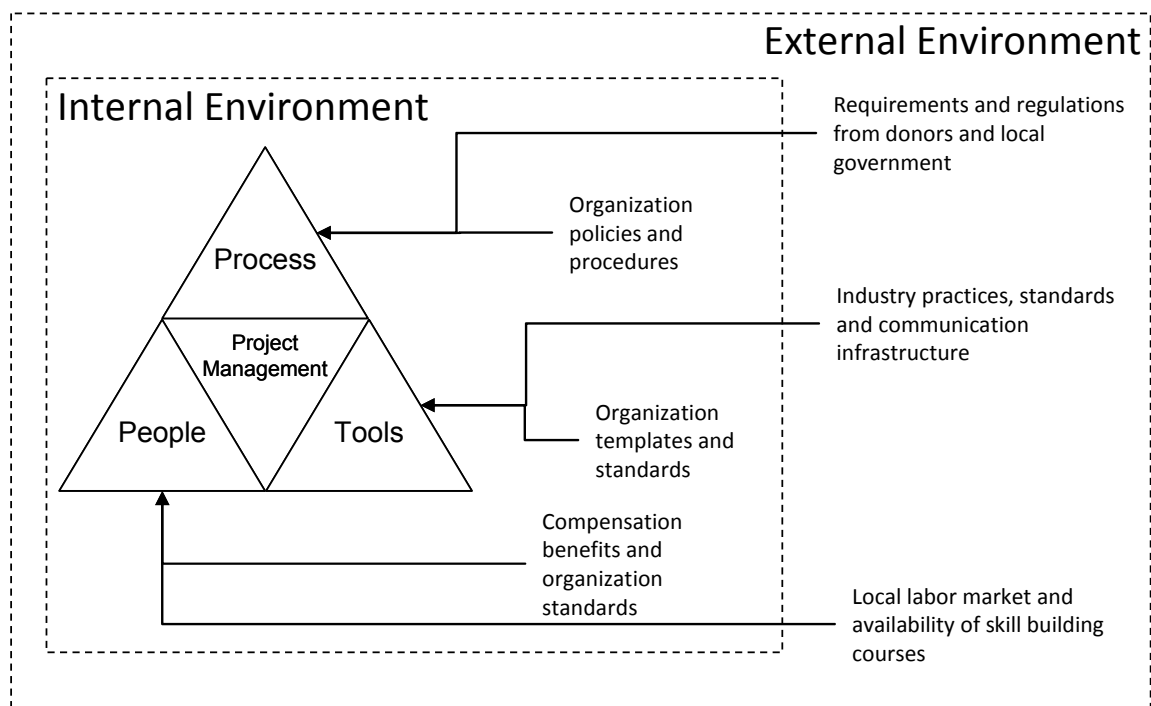 External Environment
Internal Environment
Requirements and regulations
from donors and local
government
Organization
policies and
procedures
Process
Industry practices, standards
and communication
infrastructure
Project
Management
People
Tools
Organization
templates and
standards
Compensation
benefits and
organization
standards
Local labor market and
availability of skill building
courses